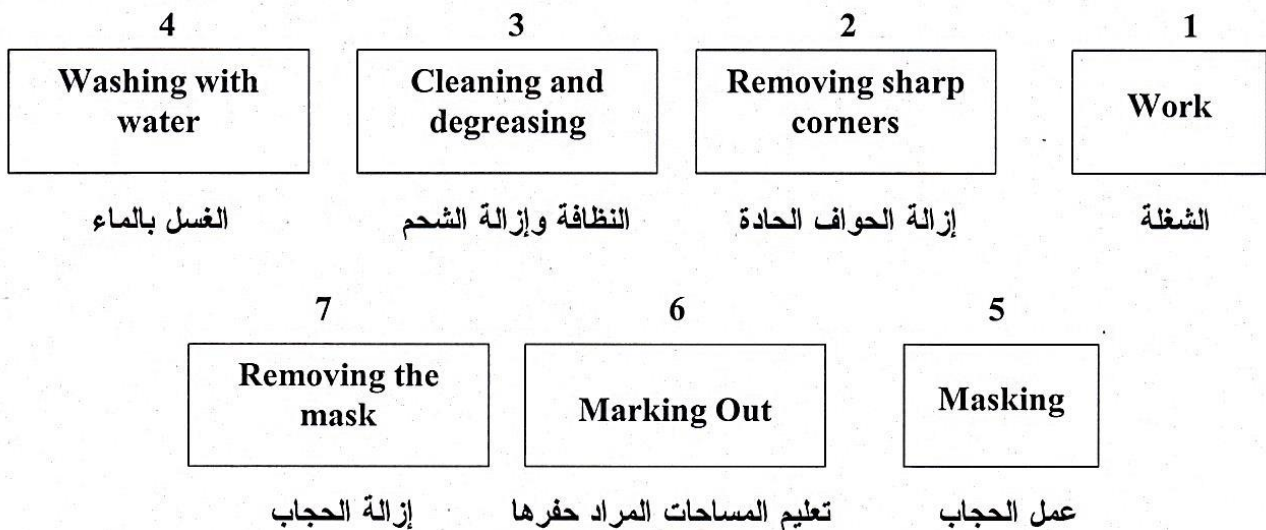 4 3 2 1
Washing with
water
Cleaning and
degreasing
Removing sharp
corners
Work
الغسل بالماء
النظافة وإزالة الشحم
إزالة الحواف الحادة
الشغلة
7 6 5
Removing the
mask
Marking Out
Masking
إزالة الحجاب
تعليم المساحات المراد حفرها
عمل الحجاب